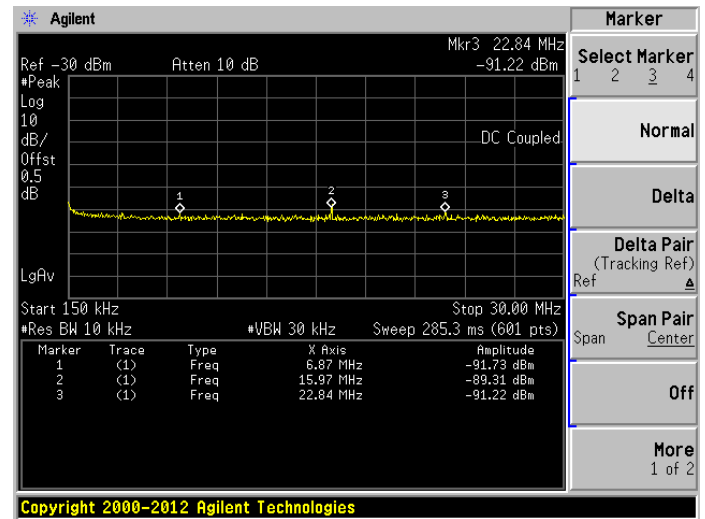 Agilent
Mkr3 22.84 MHz
Ref -30 dBm Atten 10 dB -91.22 dBm
#Peak
Log
10
dB/
Offst
0.5
dB
DC Coupled
1 2 3
LgAv
Start 150 kHz Stop 30.00 MHz
#Res BW 10 kHz #VBW 30 kHz Sweep 285.3 ms (601 pts)
Marker Trace Type X Axis Amplitude
1 (1) Freq 6.87 MHz -91.73 dBm
2 (1) Freq 15.97 MHz -89.31 dBm
3 (1) Freq 22.84 MHz -91.22 dBm
Copyright 2000-2012 Agilent Technologies
Marker
Select Marker
1 2 3 4
Normal
Delta
Delta Pair
(Tracking Ref)
Ref Δ
Span Pair
Span Center
Off
More
1 of 2